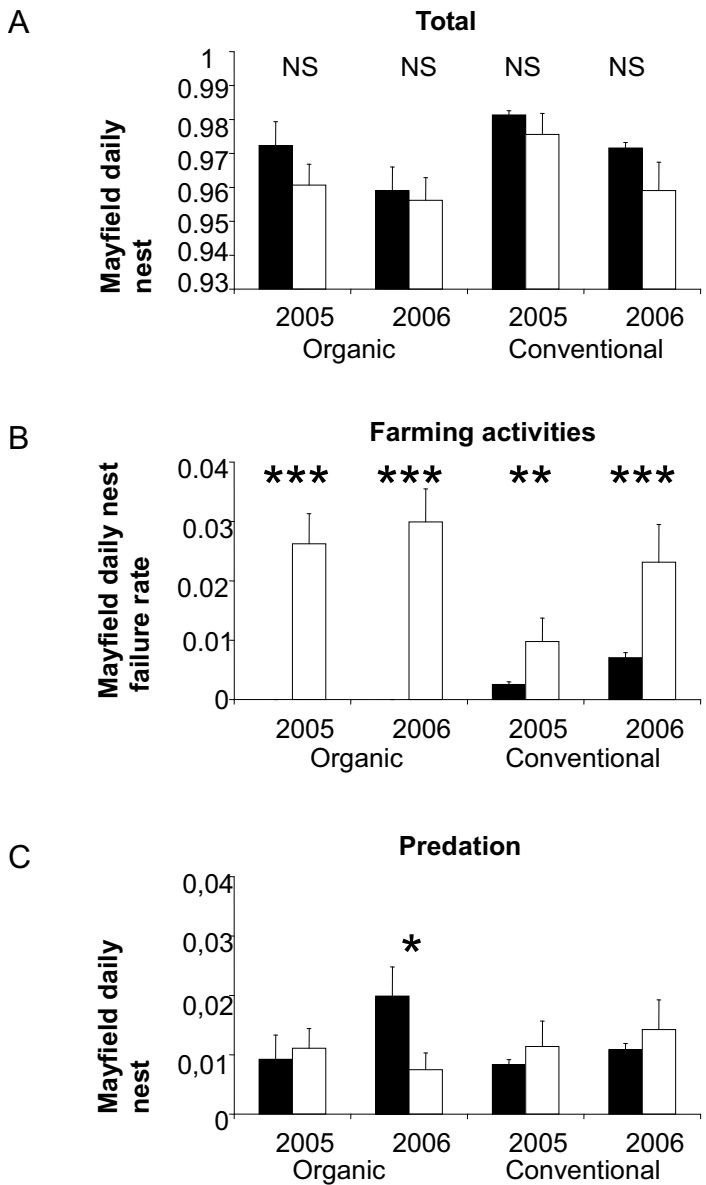 A
Total
1
NS NS NS NS
0.99
0.98
0.97
0.96
0.95
0.94
0.93
Mayfield daily
nest
2005 2006 2005 2006
Organic Conventional
B
Farming activities
0.04
*** *** ** ***
0.03
0.02
0.01
0
Mayfield daily nest
failure rate
2005 2006 2005 2006
Organic Conventional
C
Predation
0,04
0,03
*
0,02
0,01
0
Mayfield daily
nest
2005 2006 2005 2006
Organic Conventional